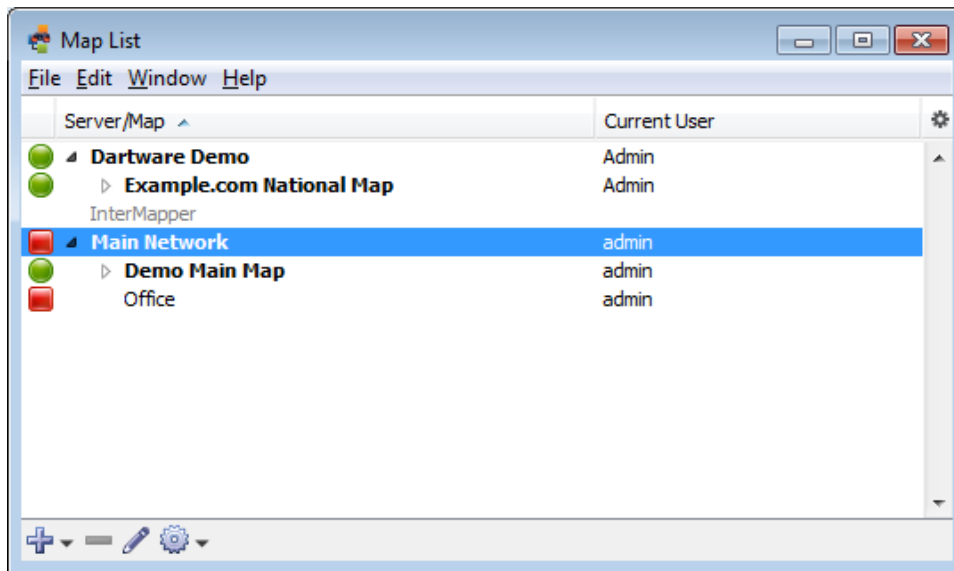 Map List
File Edit Window Help
Server/Map Current User
Dartware Demo Admin
Example.com National Map Admin
InterMapper
Main Network admin
Demo Main Map admin
Office admin